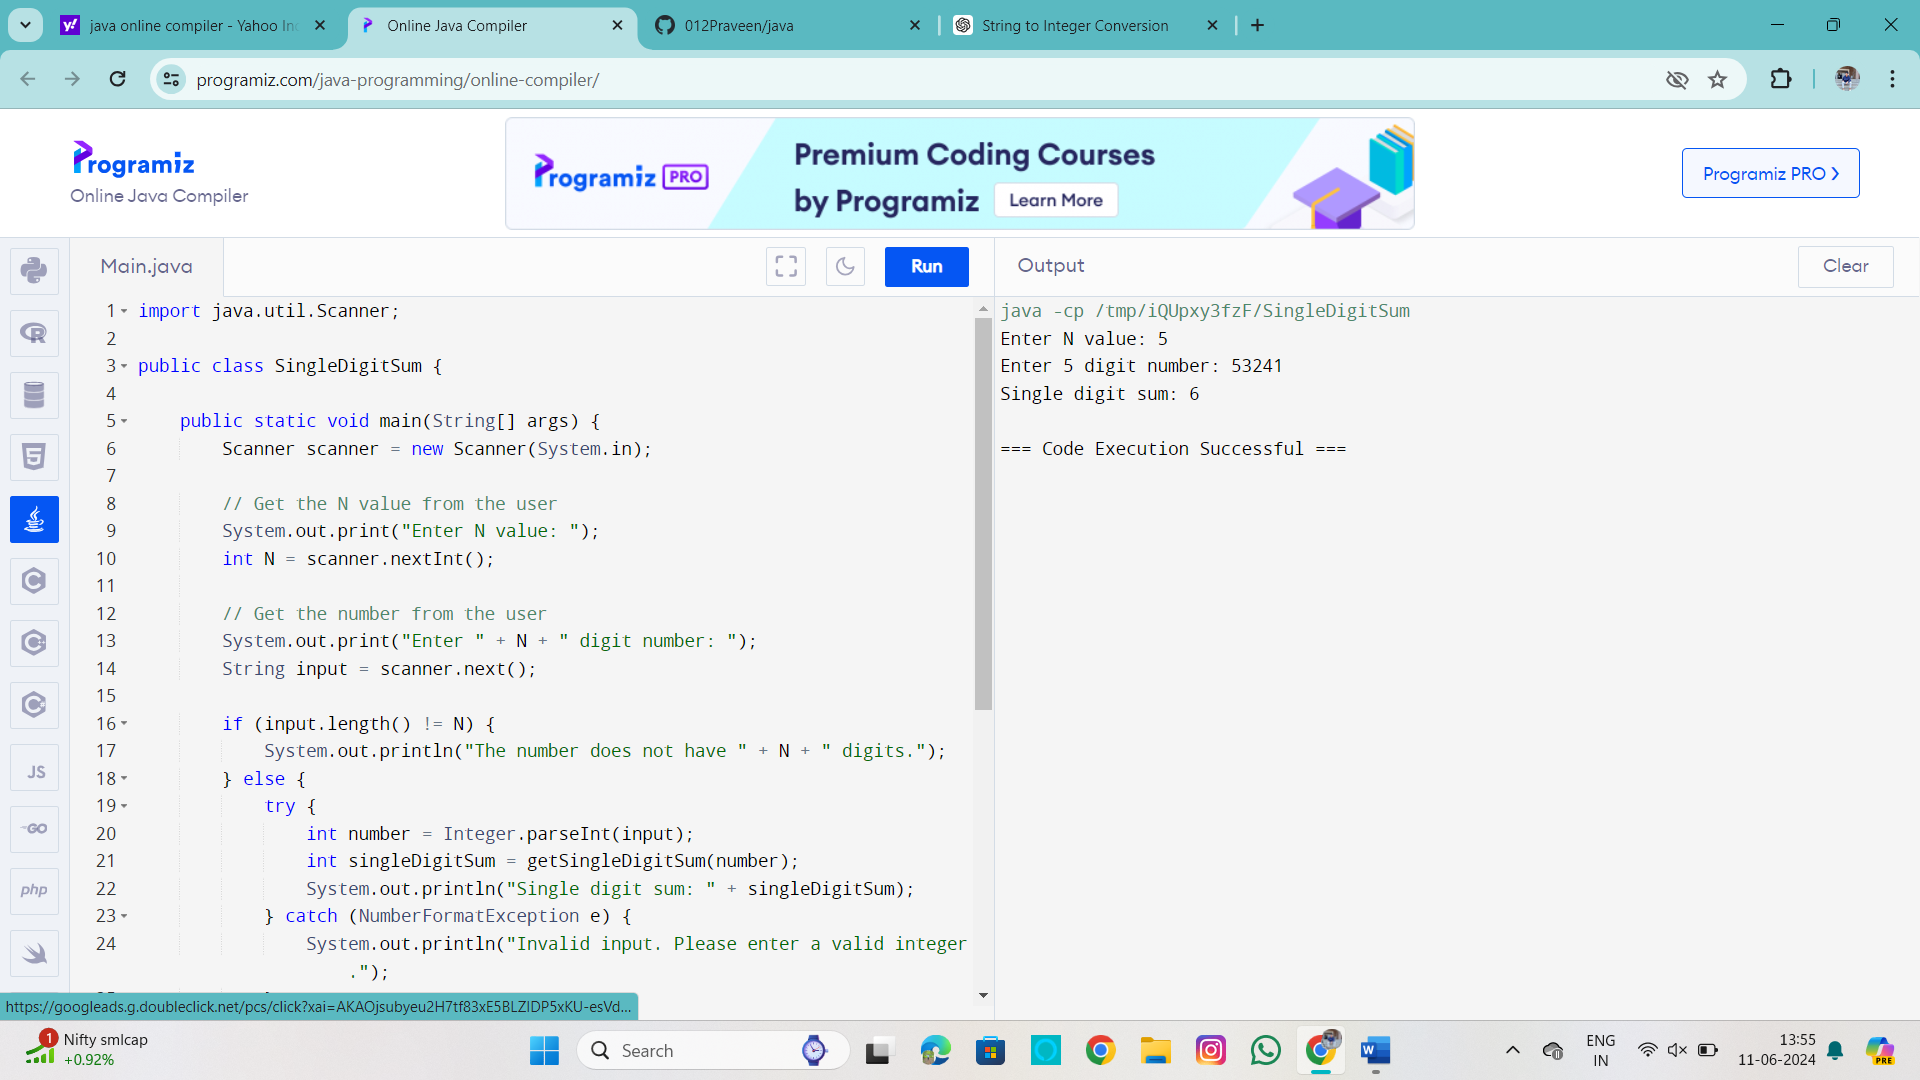 java online compiler - Yahoo In
Online Java Compiler
012Praveen/java
String to Integer Conversion
programiz.com/java-programming/online-compiler/
Programiz
Online Java Compiler
Programiz PRO
Premium Coding Courses
by Programiz
Learn More
Programiz PRO >
Main.java
Run
Output
Clear
1 import java.util.Scanner;
2
3 public class SingleDigitSum {
4
5 public static void main(String[] args) {
6 Scanner scanner = new Scanner(System.in);
7
8 // Get the N value from the user
9 System.out.print("Enter N value: ");
10 int N = scanner.nextInt();
11
12 // Get the number from the user
13 System.out.print("Enter " + N + " digit number: ");
14 String input = scanner.next();
15
16 if (input.length() != N) {
17 System.out.println("The number does not have " + N + " digits.");
18 } else {
19 try {
20 int number = Integer.parseInt(input);
21 int singleDigitSum = getSingleDigitSum(number);
22 System.out.println("Single digit sum: " + singleDigitSum);
23 } catch (NumberFormatException e) {
24 System.out.println("Invalid input. Please enter a valid integer
.");
java -cp /tmp/iQUpxy3fzF/SingleDigitSum
Enter N value: 5
Enter 5 digit number: 53241
Single digit sum: 6
=== Code Execution Successful ===
JS
GO
php
https://googleads.g.doubleclick.net/pcs/click?xai=AKAOjsubyeu2H7tf83xE5BLZIDP5xKU-esVd...
1
Nifty smlcap
+0.92%
Search
ENG
IN
13:55
11-06-2024
PRE